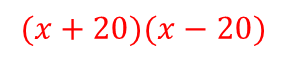 (x + 20)(x − 20)